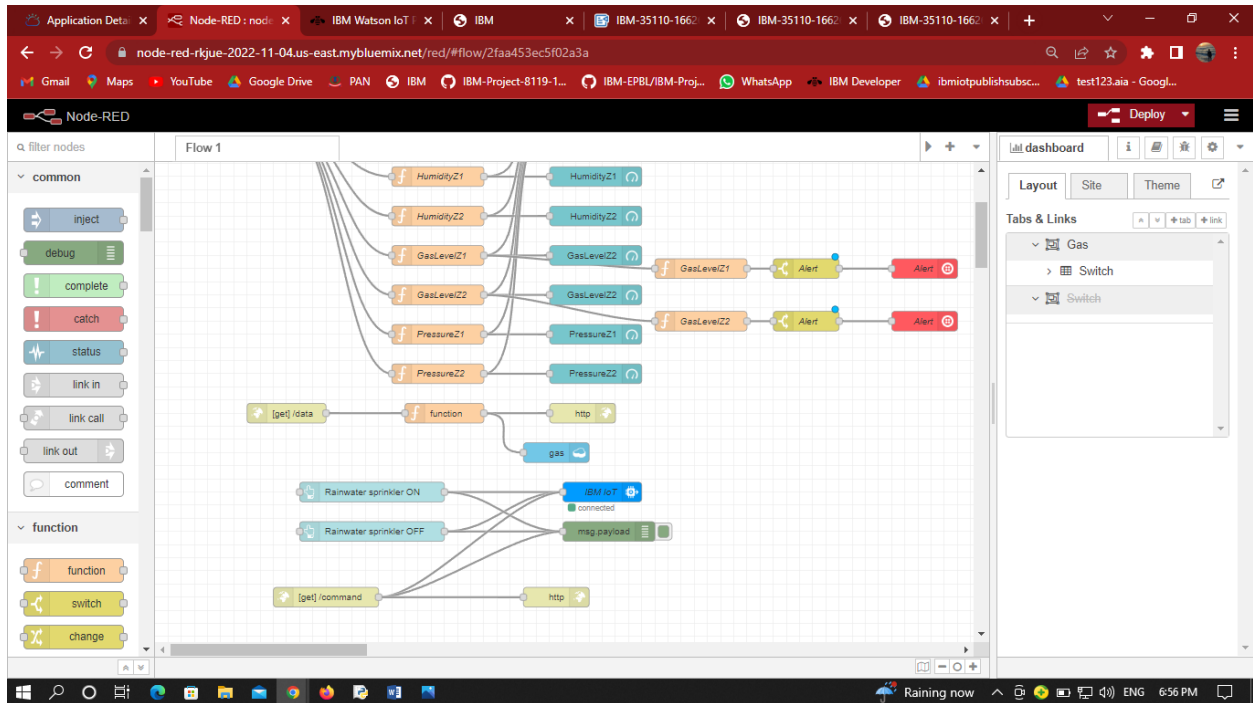 Application Detai
Node-RED : node
IBM Watson IoT P
IBM
IBM-35110-1662
IBM-35110-1662
IBM-35110-1662
node-red-rkjue-2022-11-04.us-east.mybluemix.net/red/#flow/2faa453ec5f02a3a
Gmail
Maps
YouTube
Google Drive
PAN
IBM
IBM-Project-8119-1...
IBM-EPBL/IBM-Proj...
WhatsApp
IBM Developer
ibmiotpublishsubsc...
test123.aia - Googl...
Node-RED
Deploy
filter nodes
Flow 1
dashboard
common
inject
debug
complete
catch
status
link in
link call
link out
comment
function
function
switch
change
HumidityZ1
HumidityZ1
HumidityZ2
HumidityZ2
GasLevelZ1
GasLevelZ2
GasLevelZ1
Alert
Alert
GasLevelZ2
GasLevelZ2
GasLevelZ2
Alert
Alert
PressureZ1
PressureZ1
PressureZ2
PressureZ2
[get] /data
function
http
gas
Rainwater sprinkler ON
IBM IoT
connected
Rainwater sprinkler OFF
msg.payload
[get] /command
http
Layout
Site
Theme
Tabs & Links
+ tab
+ link
Gas
Switch
Switch
Raining now
ENG
6:56 PM